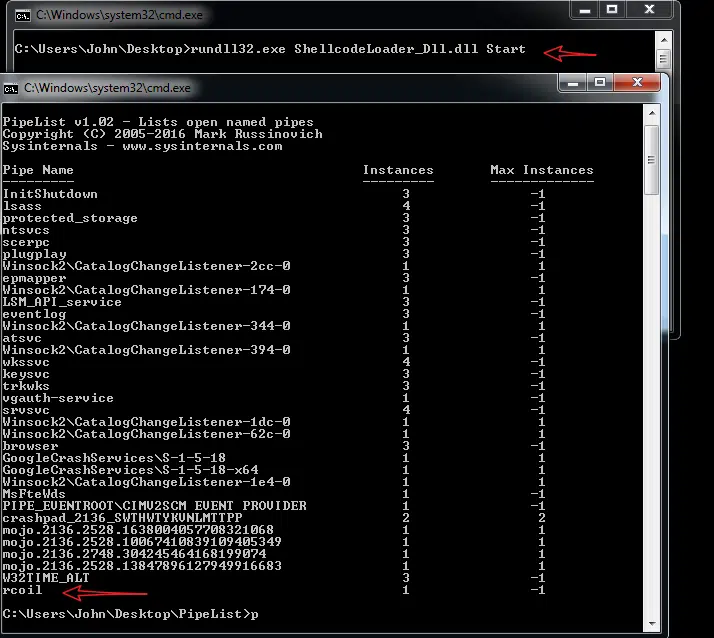 C:\Windows\system32\cmd.exe
C:\Users\John\Desktop>rundll32.exe ShellcodeLoader_Dll.dll Start
C:\Windows\system32\cmd.exe
PipeList v1.02 - Lists open named pipes
Copyright (C) 2005-2016 Mark Russinovich
Sysinternals - www.sysinternals.com
Pipe Name Instances Max Instances
--------- --------- -------------
InitShutdown 3 -1
lsass 4 -1
protected_storage 3 -1
ntsvcs 3 -1
scerpc 3 -1
plugplay 3 -1
Winsock2\CatalogChangeListener-2cc-0 1 1
epmapper 3 -1
Winsock2\CatalogChangeListener-174-0 1 1
LSM_API_service 3 -1
eventlog 3 -1
Winsock2\CatalogChangeListener-344-0 1 1
atsvc 3 -1
Winsock2\CatalogChangeListener-394-0 1 1
wkssvc 4 -1
keysvc 3 -1
trkwks 3 -1
vgauth-service 1 -1
srvsvc 4 -1
Winsock2\CatalogChangeListener-1dc-0 1 1
Winsock2\CatalogChangeListener-62c-0 1 1
browser 3 -1
GoogleCrashServices\S-1-5-18 1 1
GoogleCrashServices\S-1-5-18-x64 1 1
Winsock2\CatalogChangeListener-1e4-0 1 1
MsFteWds 1 -1
PIPE_EVENTROOT\CIMV2SCM EVENT PROVIDER 1 -1
crashpad_2136_SWTHWTYKVNLMTTPP 2 2
mojo.2136.2528.1638004057708321068 1 1
mojo.2136.2528.10067410839109405349 1 1
mojo.2136.2748.304245464168199074 1 1
mojo.2136.2528.13847896127949916683 1 1
W32TIME_ALT 3 -1
rcoil 1 -1
C:\Users\John\Desktop\PipeList>p